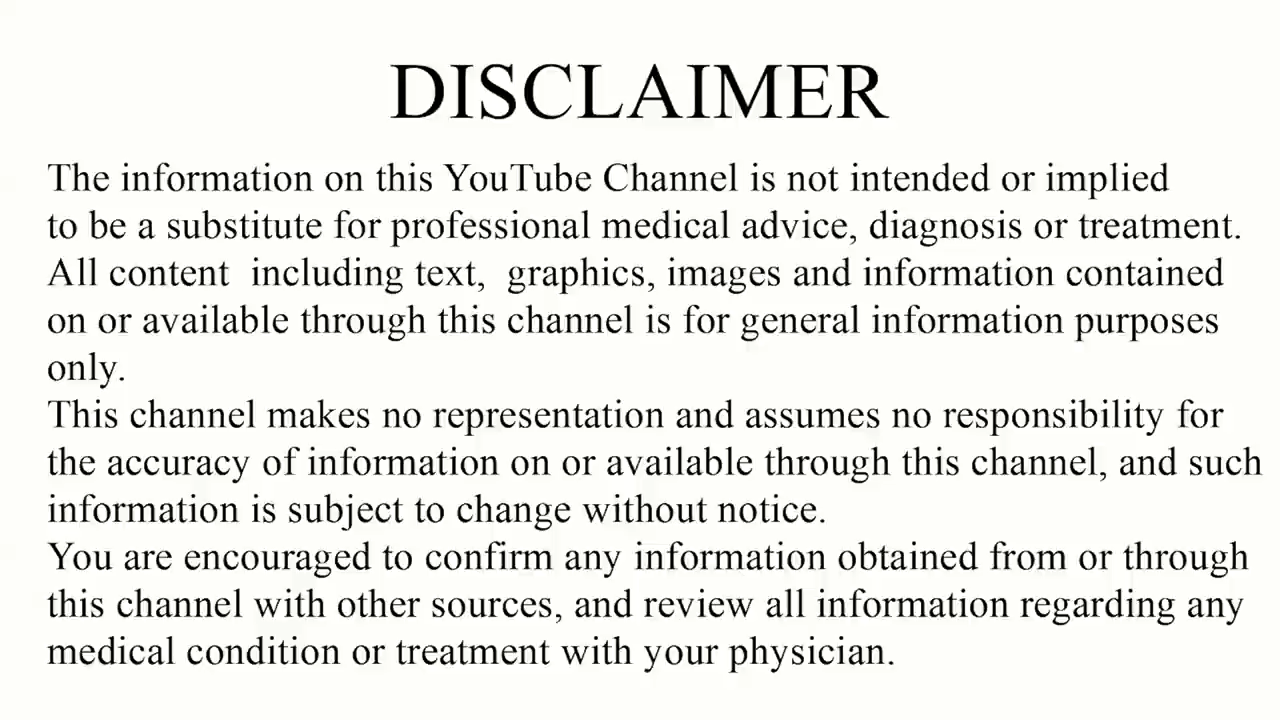 DISCLAIMER
The information on this YouTube Channel is not intended or implied
to be a substitute for professional medical advice, diagnosis or treatment.
All content  including text,  graphics, images and information contained
on or available through this channel is for general information purposes
only.
This channel makes no representation and assumes no responsibility for
the accuracy of information on or available through this channel, and such
information is subject to change without notice.
You are encouraged to confirm any information obtained from or through
this channel with other sources, and review all information regarding any
medical condition or treatment with your physician.